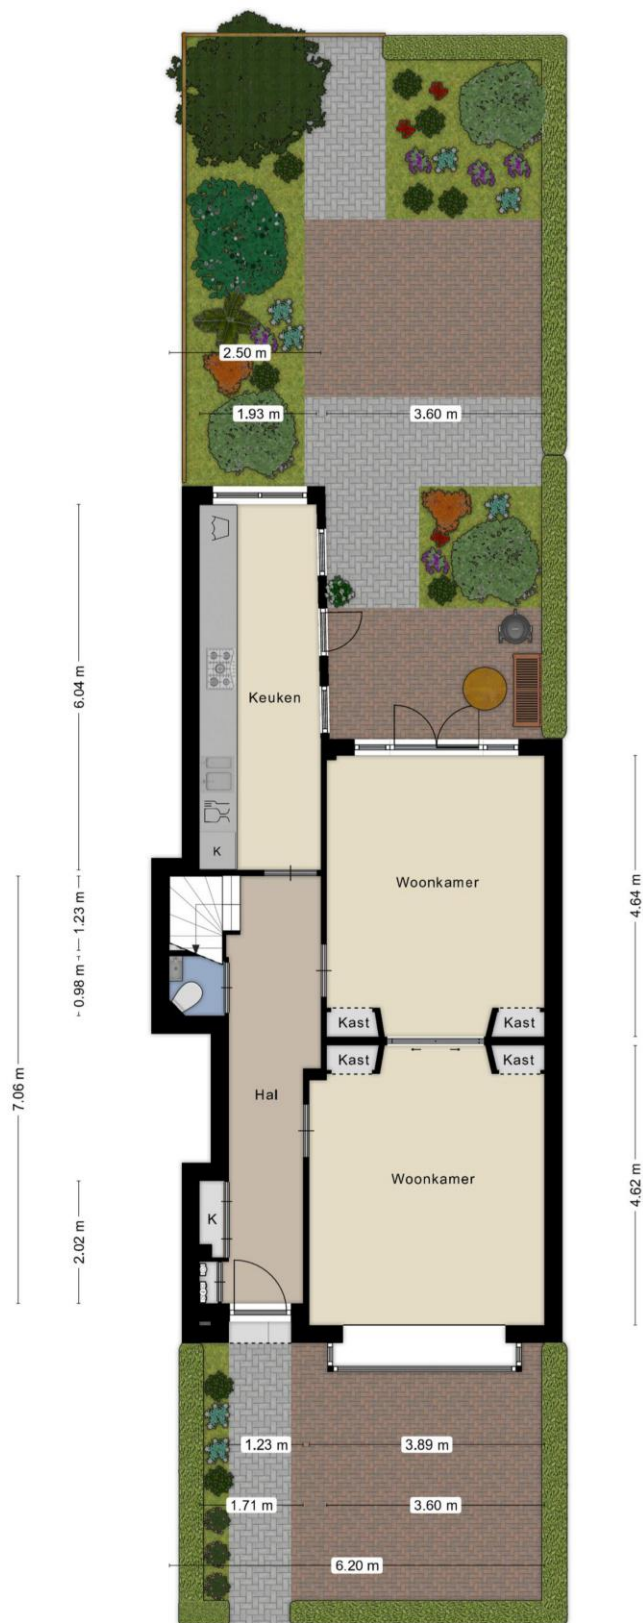 2.50 m
1.93 m
3.60 m
6.04 m
Keuken
K
Woonkamer
4.64 m
1.23 m
0.98 m
Kast
Kast
Kast
Kast
7.06 m
Hal
Woonkamer
4.62 m
K
2.02 m
1.23 m
3.89 m
1.71 m
3.60 m
6.20 m